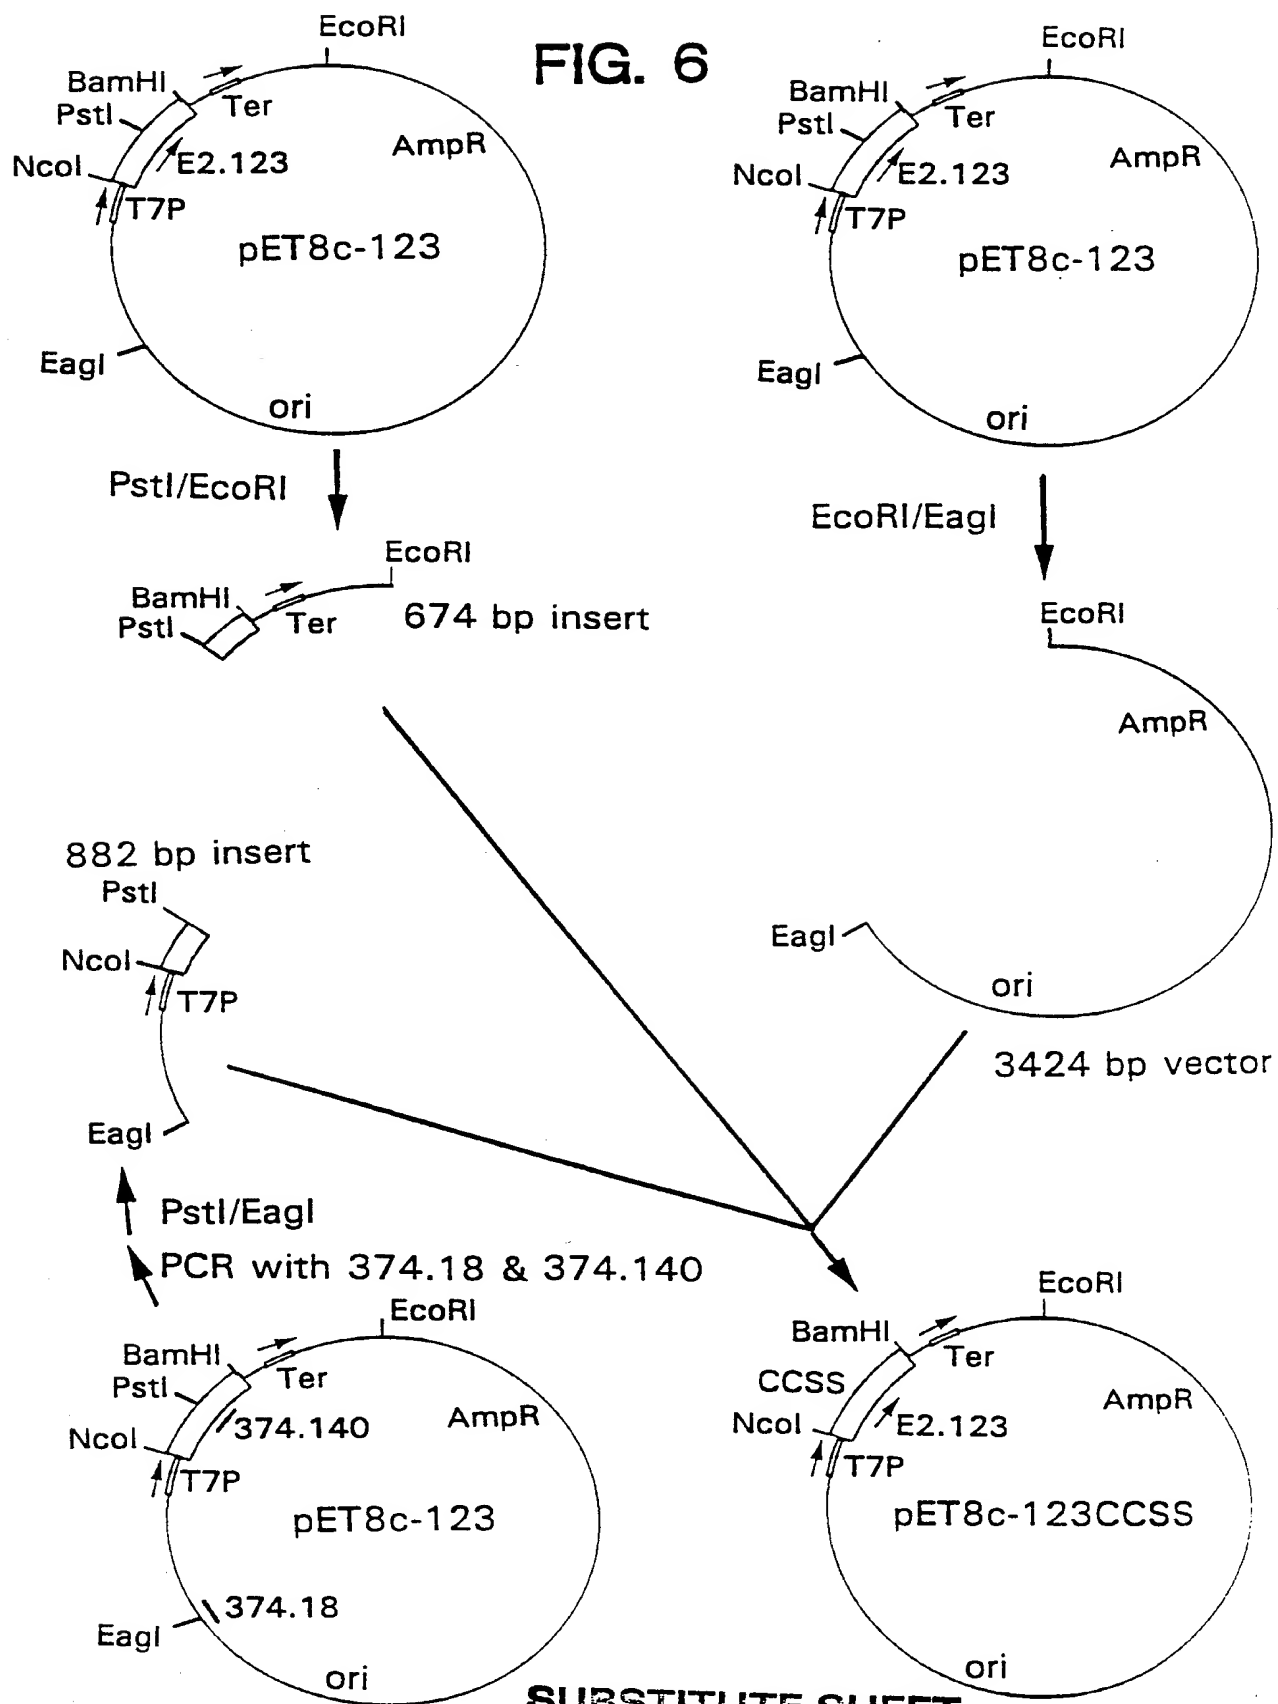 FIG. 6
EcoRI
BamHI
PstI
Ter
NcoI
E2.123
AmpR
T7P
pET8c-123
EagI
ori
EcoRI
BamHI
PstI
Ter
NcoI
E2.123
AmpR
T7P
pET8c-123
EagI
ori
PstI/EcoRI
EcoRI/EagI
EcoRI
BamHI
PstI
Ter
674 bp insert
EcoRI
AmpR
EagI
ori
3424 bp vector
882 bp insert
PstI
NcoI
T7P
EagI
PstI/EagI
PCR with 374.18 & 374.140
EcoRI
BamHI
PstI
Ter
NcoI
374.140
AmpR
T7P
pET8c-123
374.18
EagI
ori
EcoRI
BamHI
Ter
CCSS
NcoI
E2.123
AmpR
T7P
pET8c-123CCSS
ori
SUBSTITUTE SHEET